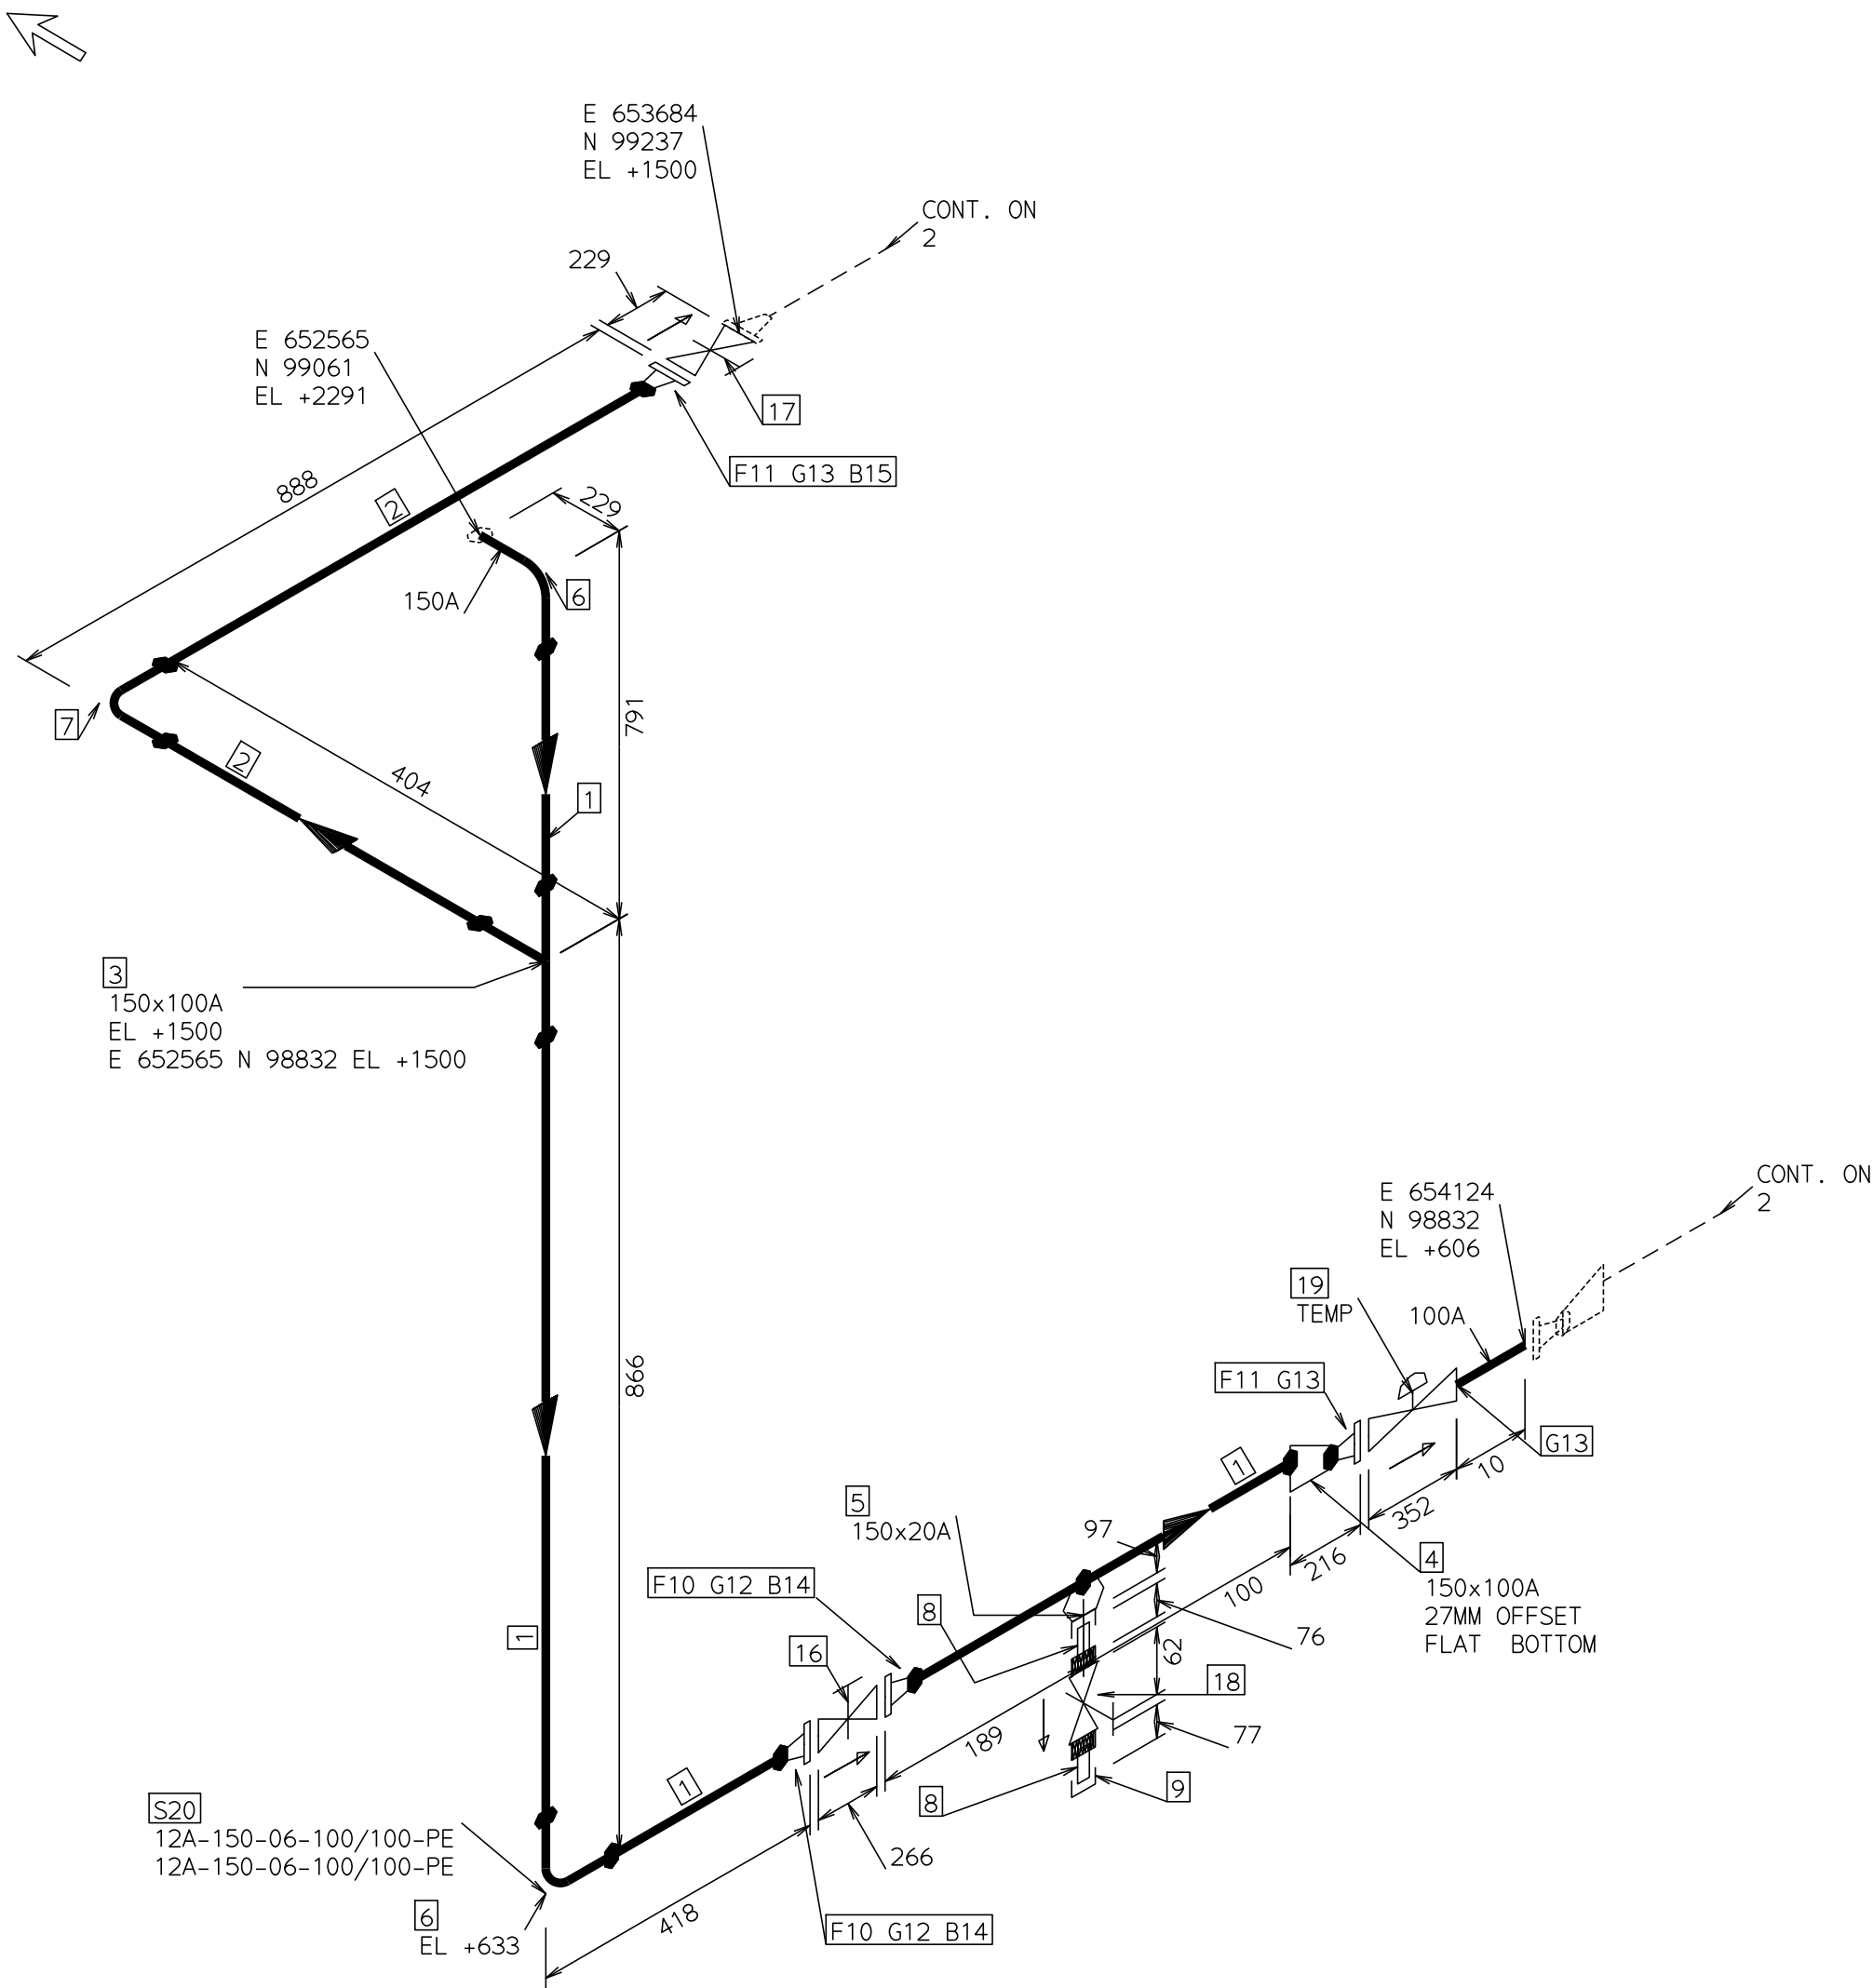 E 653684
N 99237
EL +1500
CONT. ON
2
229
E 652565
N 99061
EL +2291
17
F11 G13 B15
888
2
229
150A
6
7
791
2
404
1
3
150x100A
EL +1500
E 652565 N 98832 EL +1500
CONT. ON
2
E 654124
N 98832
EL +606
19
TEMP
100A
866
F11 G13
G13
1
10
5
150x20A
97
352
216
4
150x100A
27MM OFFSET
FLAT BOTTOM
100
F10 G12 B14
8
76
1
16
62
18
189
77
1
8
9
S20
12A-150-06-100/100-PE
12A-150-06-100/100-PE
266
6
EL +633
418
F10 G12 B14